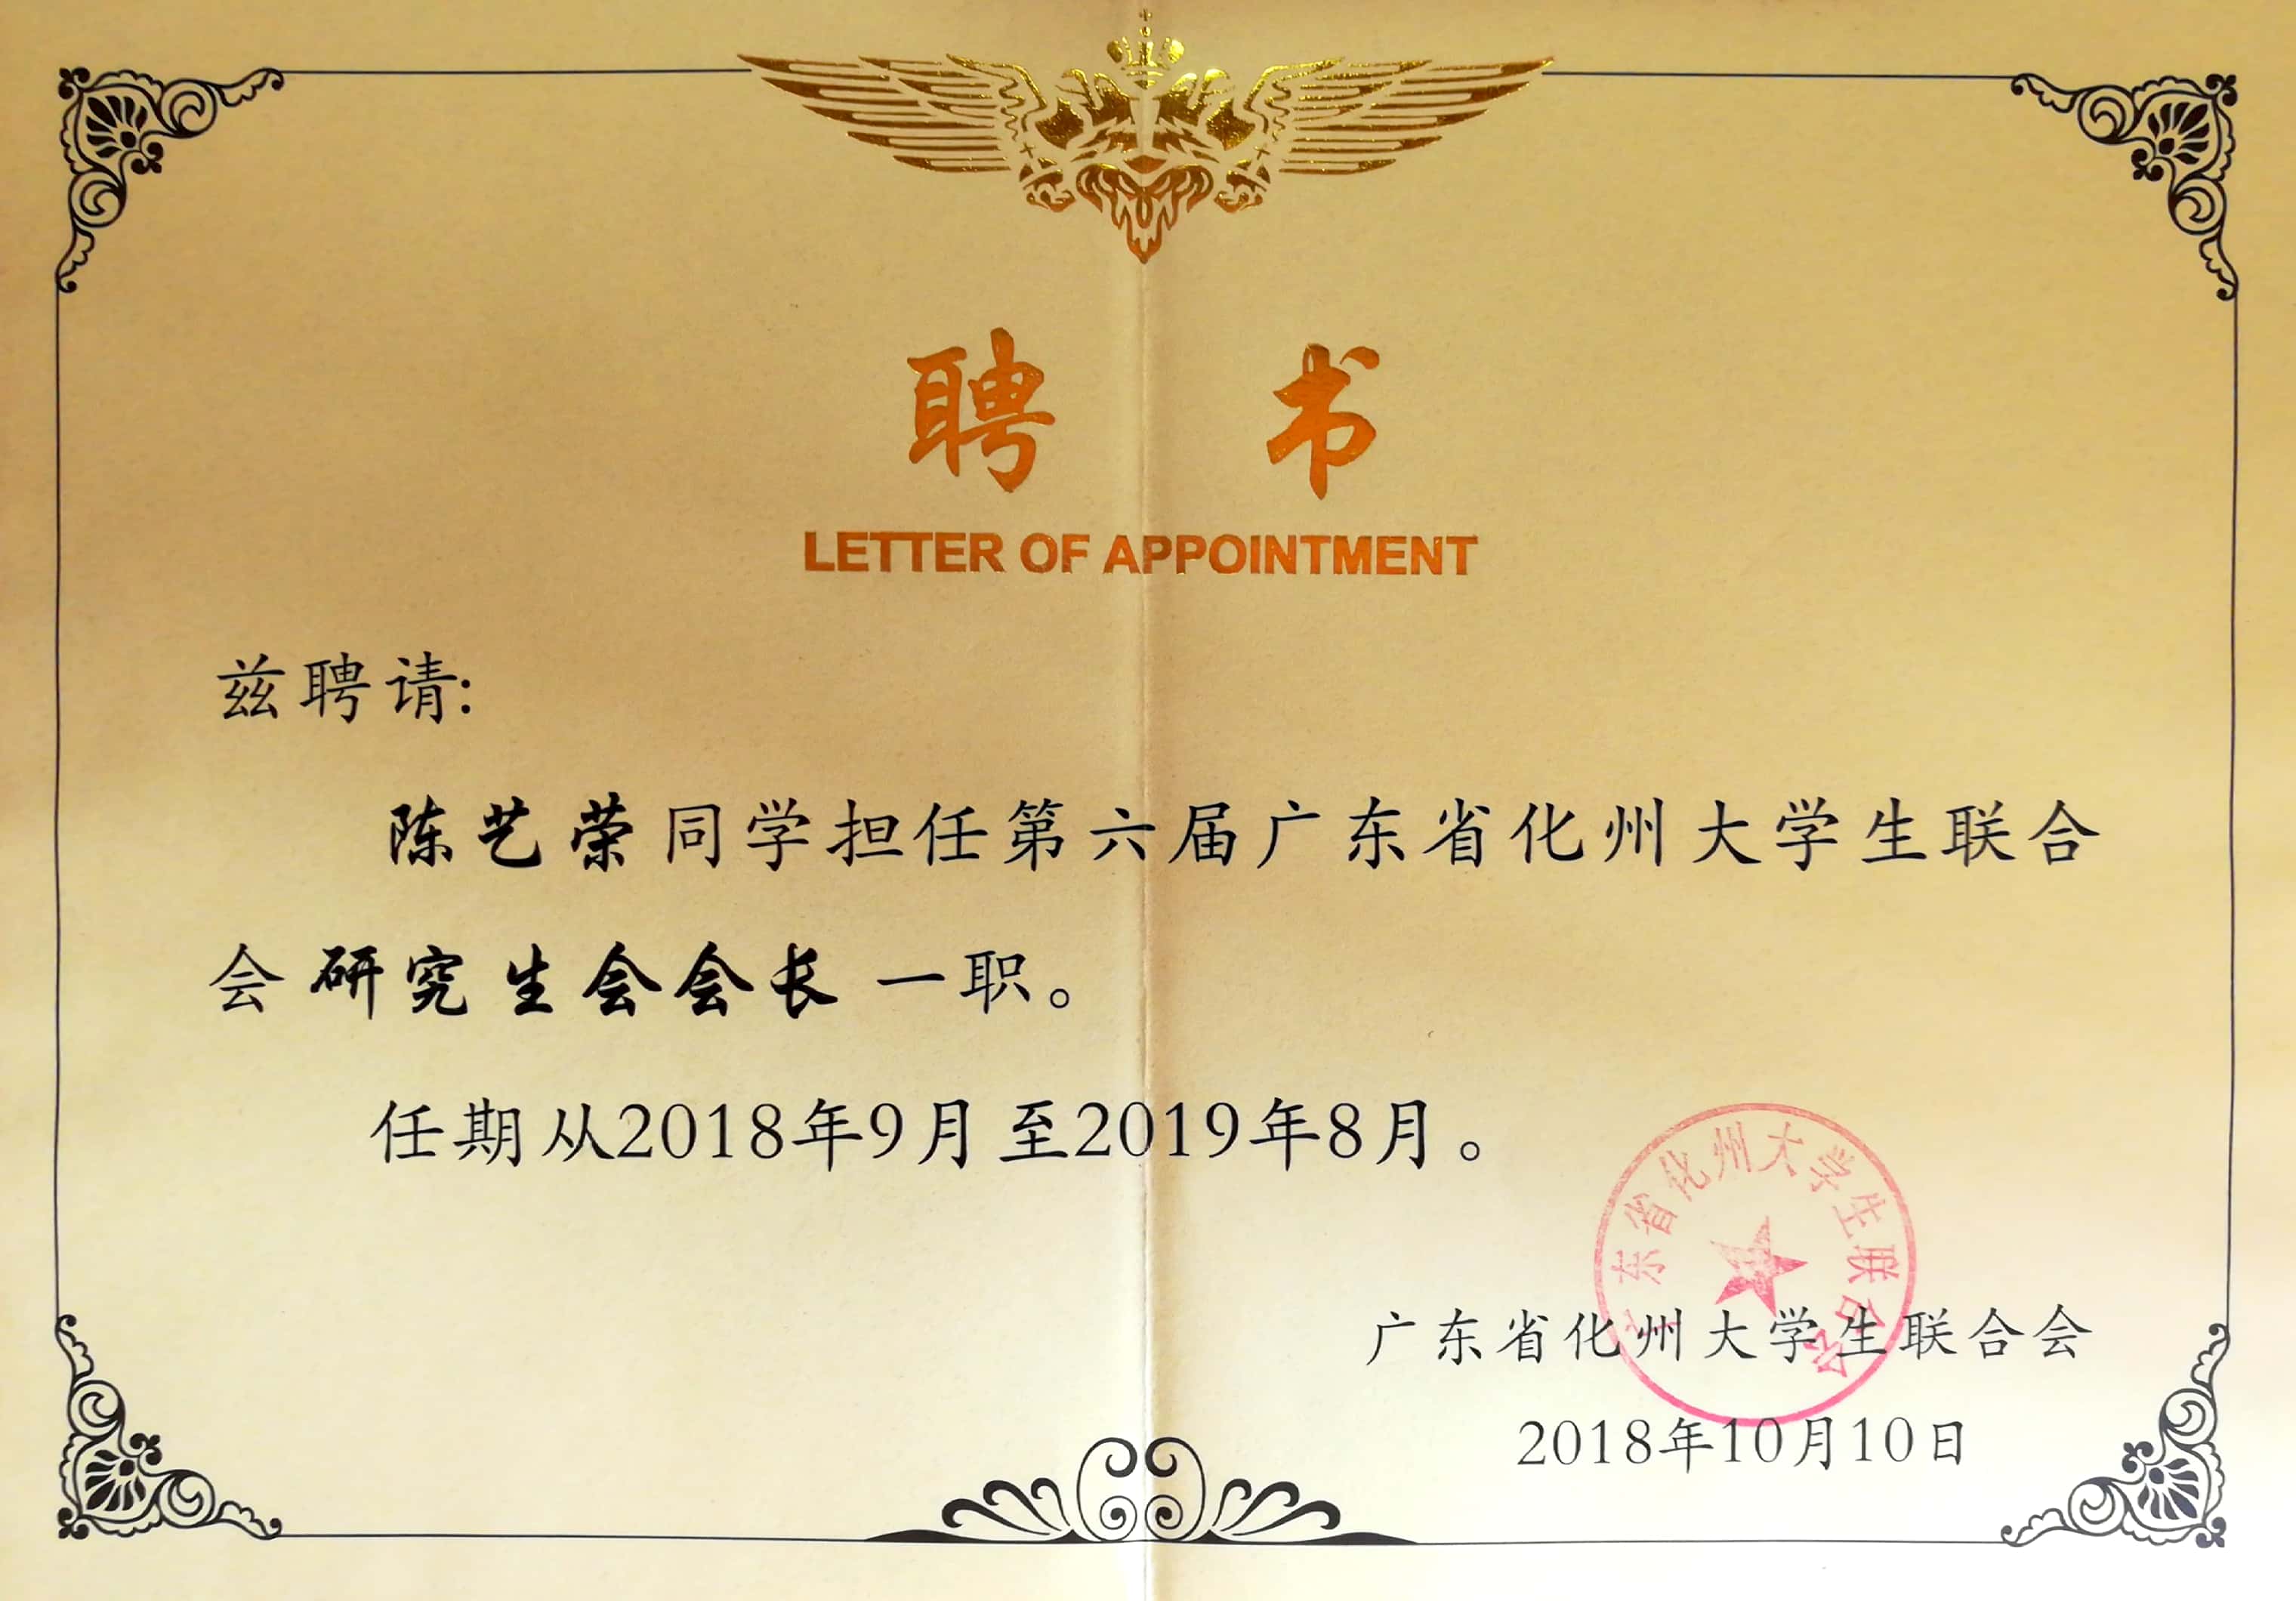 聘书
LETTER OF APPOINTMENT
兹聘请:
陈艺荣同学担任第六届广东省化州大学生联合
会研究生会会长一职。
任期从2018年9月至2019年8月。
广东省化州大学生联合会
广东省化州大学生联合会
2018年10月10日